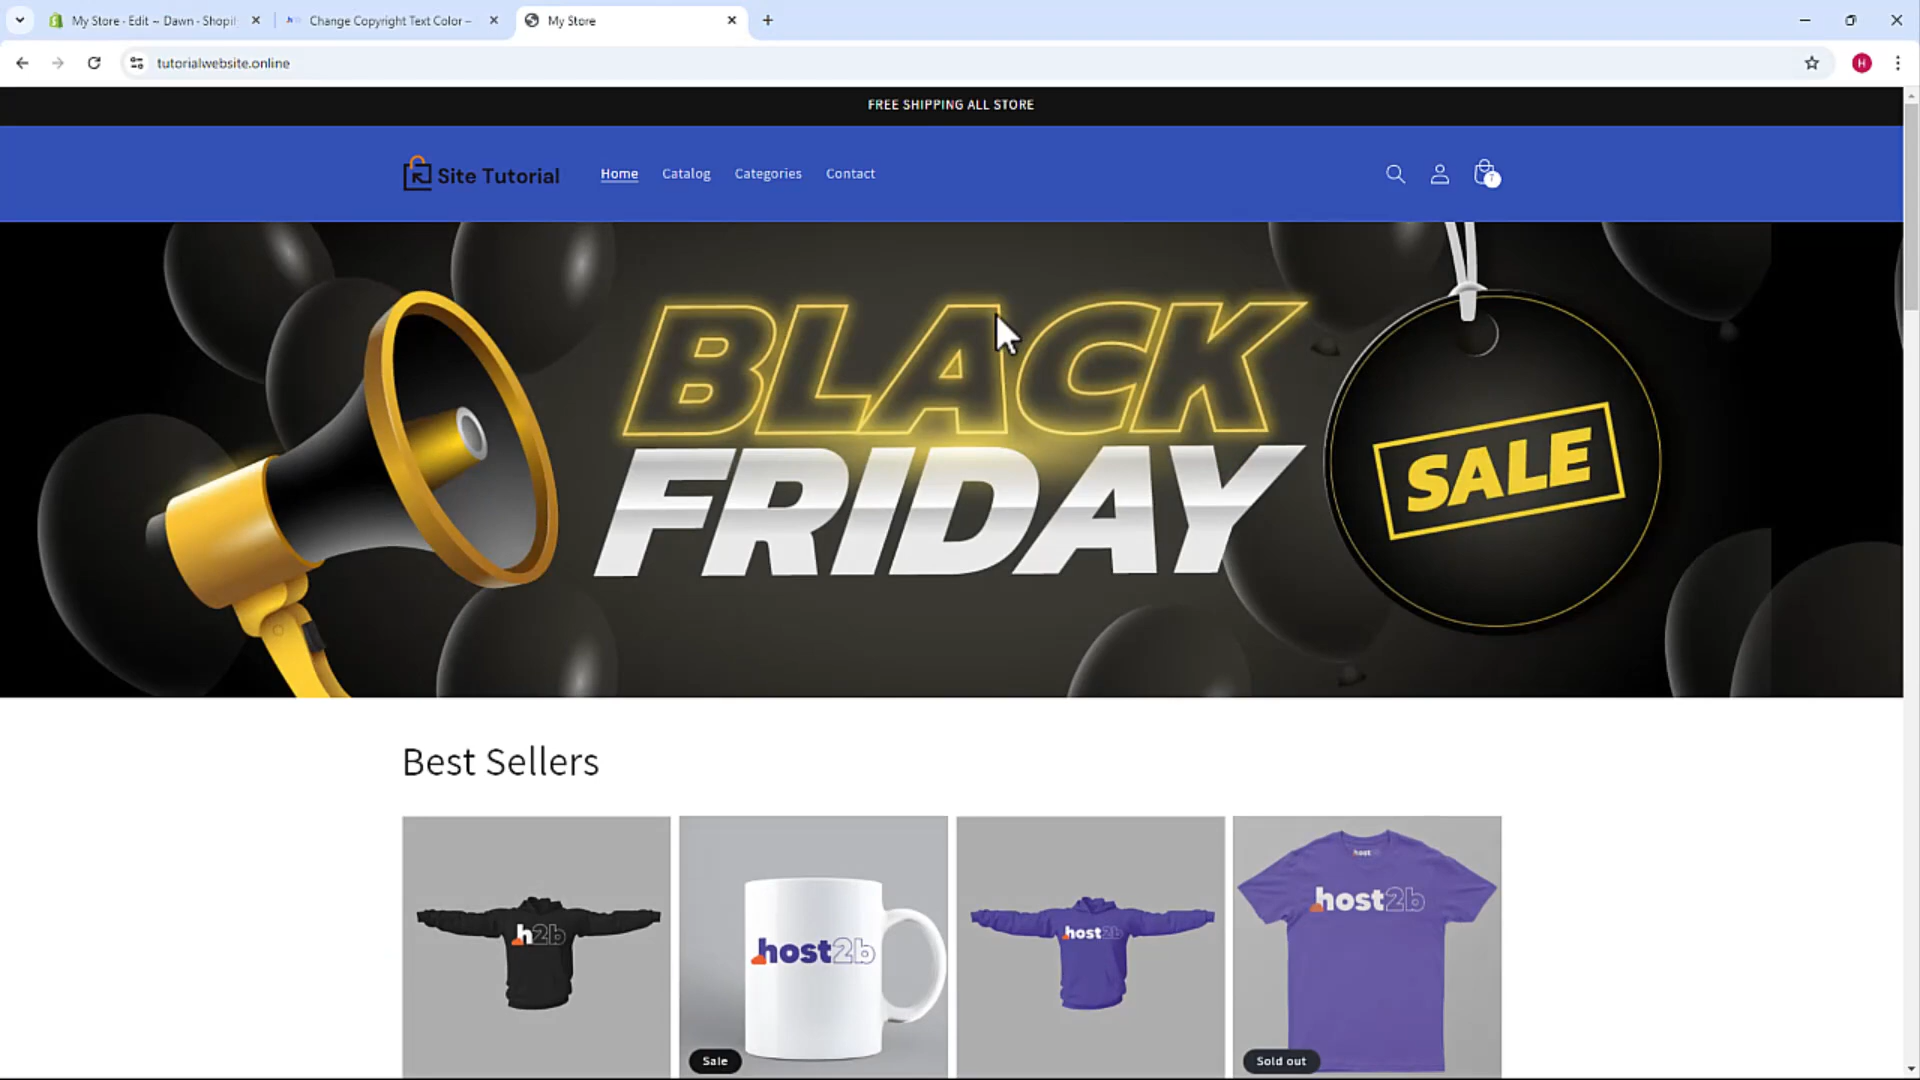 My Store - Edit ~ Dawn - Shopif
Change Copyright Text Color –
My Store
tutorialwebsite.online
H
FREE SHIPPING ALL STORE
Site Tutorial
Home
Catalog
Categories
Contact
BLACK
FRIDAY
SALE
Best Sellers
h2b
host2b
host2b
host
host2b
Sale
Sold out